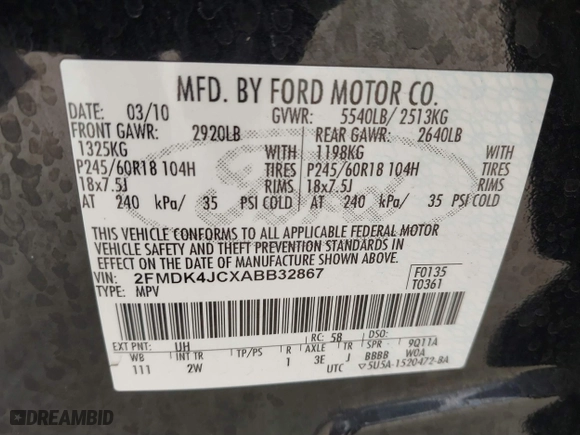 MFD. BY FORD MOTOR CO.
DATE: 03/10 GVWR: 5540LB/ 2513KG
FRONT GAWR: 2920LB REAR GAWR: 2640LB
1325KG WITH 1198KG WITH
P245/60R18 104H TIRES P245/60R18 104H TIRES
18x7.5J RIMS 18x7.5J RIMS
AT 240 kPa/ 35 PSI COLD AT 240 kPa/ 35 PSI COLD
Ford
THIS VEHICLE CONFORMS TO ALL APPLICABLE FEDERAL MOTOR
VEHICLE SAFETY AND THEFT PREVENTION STANDARDS IN
EFFECT ON THE DATE OF MANUFACTURE SHOWN ABOVE.
VIN: 2FMDK4JCXABB32867 F0135
TYPE: MPV T0361
EXT PNT: UH RC: 58 DSO:
WB INT TR TP/PS R AXLE TR SPR 9Q11A
111 2W 1 3E J BBBB WOA
UTC ▽5U5A-1520472-BA
DREAMBID